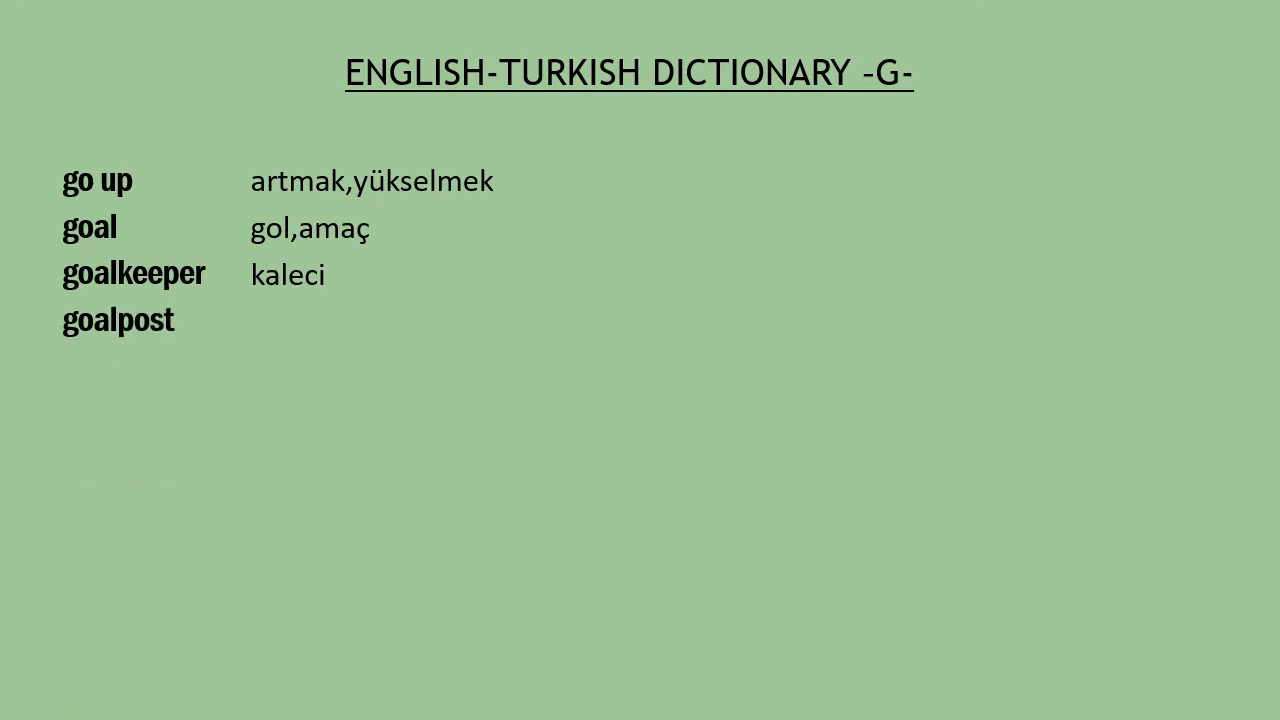 ENGLISH-TURKISH DICTIONARY –G-
go up artmak,yükselmek
goal gol,amaç
goalkeeper kaleci
goalpost